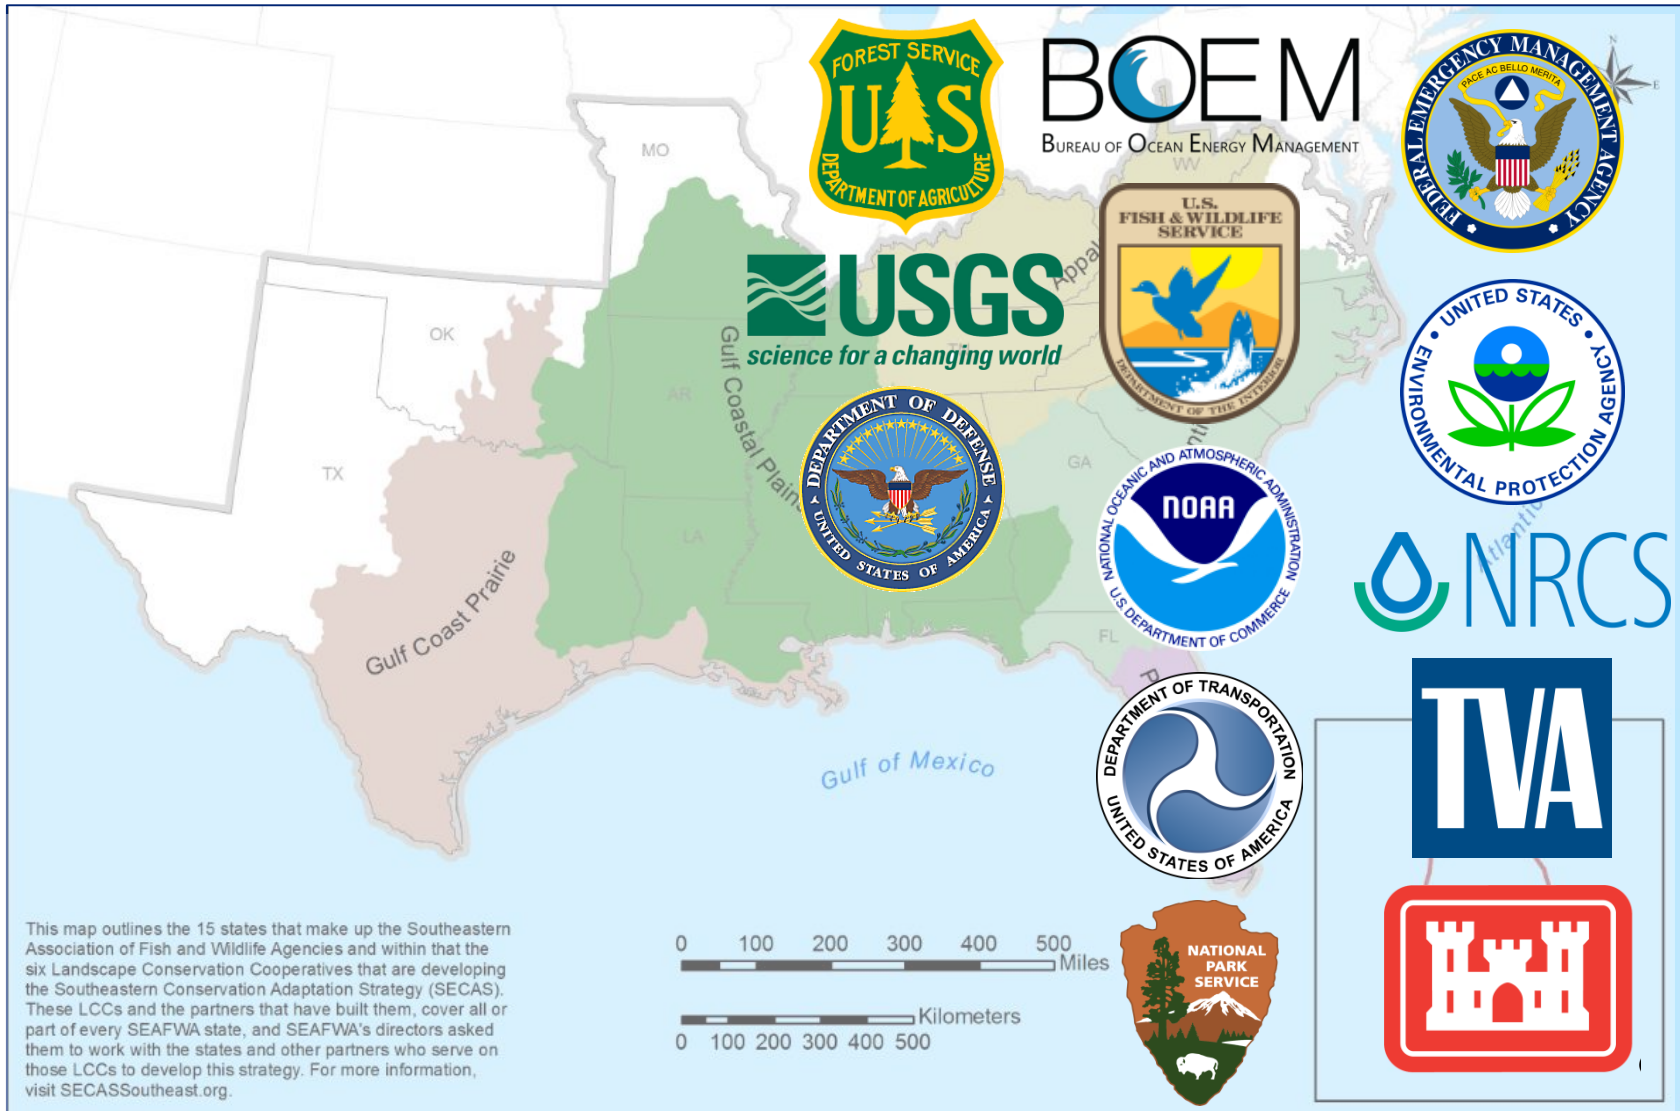 FOREST SERVICE
U S
DEPARTMENT OF AGRICULTURE
BOEM
BUREAU OF OCEAN ENERGY MANAGEMENT
FEDERAL EMERGENCY MANAGEMENT AGENCY
PACE AC BELLO MERITA
N
E
MO
WV
U.S.
FISH & WILDLIFE
SERVICE
DEPARTMENT OF THE INTERIOR
Appal
USGS
science for a changing world
UNITED STATES
ENVIRONMENTAL PROTECTION AGENCY
OK
AR
Gulf Coastal Plains
DEPARTMENT OF DEFENSE
UNITED STATES OF AMERICA
TX
GA
NATIONAL OCEANIC AND ATMOSPHERIC ADMINISTRATION
NOAA
U.S. DEPARTMENT OF COMMERCE
LA
Atlantic
NRCS
Gulf Coast Prairie
FL
P
TVA
DEPARTMENT OF TRANSPORTATION
UNITED STATES OF AMERICA
Gulf of Mexico
NATIONAL
PARK
SERVICE
This map outlines the 15 states that make up the Southeastern
Association of Fish and Wildlife Agencies and within that the
six Landscape Conservation Cooperatives that are developing
the Southeastern Conservation Adaptation Strategy (SECAS).
These LCCs and the partners that have built them, cover all or
part of every SEAFWA state, and SEAFWA's directors asked
them to work with the states and other partners who serve on
those LCCs to develop this strategy. For more information,
visit SECASSoutheast.org.
0 100 200 300 400 500
Miles
Kilometers
0 100 200 300 400 500